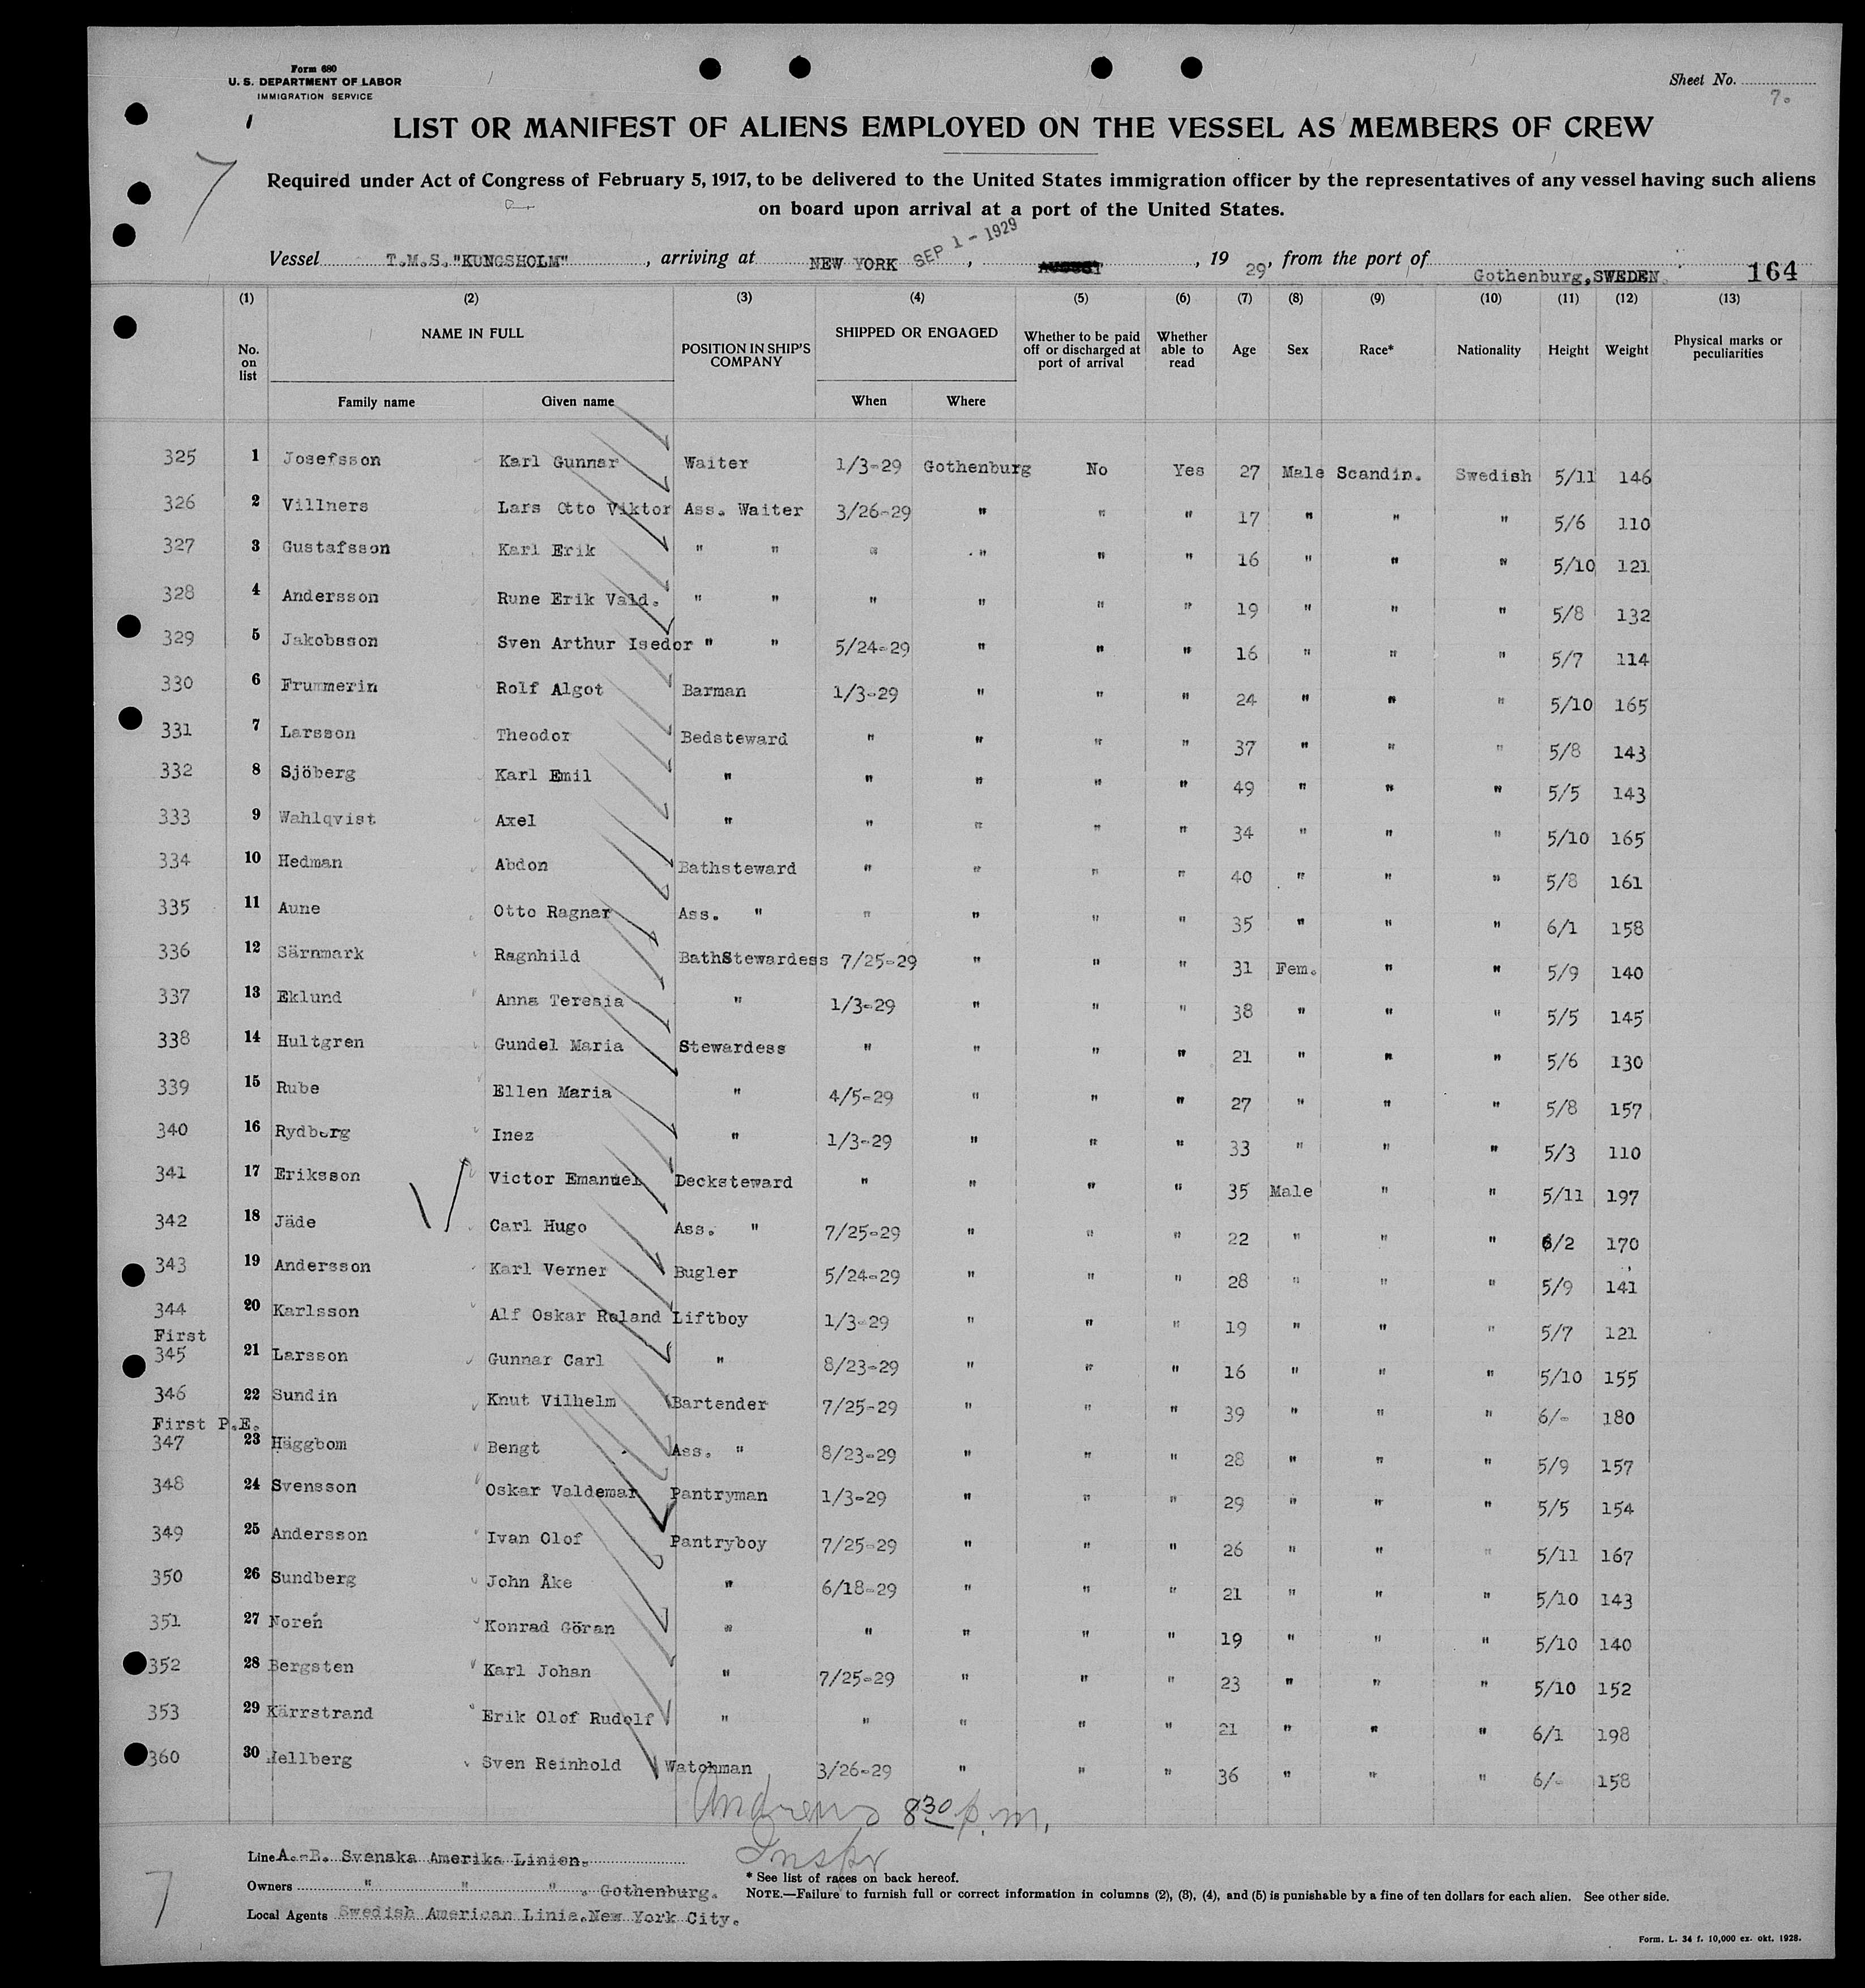 Form 680
U. S. DEPARTMENT OF LABOR
IMMIGRATION SERVICE
Sheet No.
7.
7
LIST OR MANIFEST OF ALIENS EMPLOYED ON THE VESSEL AS MEMBERS OF CREW
Required under Act of Congress of February 5, 1917, to be delivered to the United States immigration officer by the representatives of any vessel having such aliens
on board upon arrival at a port of the United States.
Vessel T.M.S."KUNGSHOLM", arriving at NEW YORK SEP 1 - 1929, AUGUST, 19 29, from the port of Gothenburg,SWEDEN. 164
(1) (2) (3) (4) (5) (6) (7) (8) (9) (10) (11) (12) (13)
No. on list NAME IN FULL POSITION IN SHIP'S COMPANY SHIPPED OR ENGAGED Whether to be paid off or discharged at port of arrival Whether able to read Age Sex Race* Nationality Height Weight Physical marks or peculiarities
Family name Given name When Where
325 1 Josefsson Karl Gunnar Waiter 1/3-29 Gothenburg No Yes 27 Male Scandin. Swedish 5/11 146
326 2 Villners Lars Otto Viktor Ass. Waiter 3/26-29 " " " 17 " " " 5/6 110
327 3 Gustafsson Karl Erik " " " " " " 16 " " " 5/10 121
328 4 Andersson Rune Erik Vald. " " " " " " 19 " " " 5/8 132
329 5 Jakobsson Sven Arthur Isedor " " 5/24-29 " " " 16 " " " 5/7 114
330 6 Frummerin Rolf Algot Barman 1/3-29 " " " 24 " " " 5/10 165
331 7 Larsson Theodor Bedsteward " " " " 37 " " " 5/8 143
332 8 Sjöberg Karl Emil " " " " " 49 " " " 5/5 143
333 9 Wahlqvist Axel " " " " " 34 " " " 5/10 165
334 10 Hedman Abdon Bathsteward " " " " 40 " " " 5/8 161
335 11 Aune Otto Ragnar Ass. " " " " " 35 " " " 6/1 158
336 12 Särnmark Ragnhild BathStewardess 7/25-29 " " " 31 Fem. " " 5/9 140
337 13 Eklund Anna Teresia " 1/3-29 " " " 38 " " " 5/5 145
338 14 Hultgren Gundel Maria Stewardess " " " " 21 " " " 5/6 130
339 15 Rube Ellen Maria " 4/5-29 " " " 27 " " " 5/8 157
340 16 Rydberg Inez " 1/3-29 " " " 33 " " " 5/3 110
341 17 Eriksson Victor Emanuel Decksteward " " " " 35 Male " " 5/11 197
342 18 Jäde Carl Hugo Ass. " 7/25-29 " " " 22 " " " 6/2 170
343 19 Andersson Karl Verner Bugler 5/24-29 " " " 28 " " " 5/9 141
344 20 Karlsson Alf Oskar Roland Liftboy 1/3-29 " " " 19 " " " 5/7 121
First
345 21 Larsson Gunnar Carl " 8/23-29 " " " 16 " " " 5/10 155
346 22 Sundin Knut Vilhelm Bartender 7/25-29 " " " 39 " " " 6/- 180
First P.E.
347 23 Häggbom Bengt Ass. " 8/23-29 " " " 28 " " " 5/9 157
348 24 Svensson Oskar Valdemar Pantryman 1/3-29 " " " 29 " " " 5/5 154
349 25 Andersson Ivan Olof Pantryboy 7/25-29 " " " 26 " " " 5/11 167
350 26 Sundberg John Åke " 6/18-29 " " " 21 " " " 5/10 143
351 27 Noreń Konrad Göran " " " " " 19 " " " 5/10 140
352 28 Bergsten Karl Johan " 7/25-29 " " " 23 " " " 5/10 152
353 29 Kärrstrand Erik Olof Rudolf " " " " " 21 " " " 6/1 198
360 30 Hellberg Sven Reinhold Watchman 3/26-29 " " " 36 " " " 6/- 158
Andrews 8 30 p.m.
Inspr
Line A.-B. Svenska Amerika Linien.
* See list of races on back hereof.
Owners " " " . Gothenburg.
NOTE.—Failure to furnish full or correct information in columns (2), (3), (4), and (5) is punishable by a fine of ten dollars for each alien. See other side.
Local Agents Swedish American Linie.New York City.
7
Form. L. 34 f. 10,000 ex. okt. 1928.